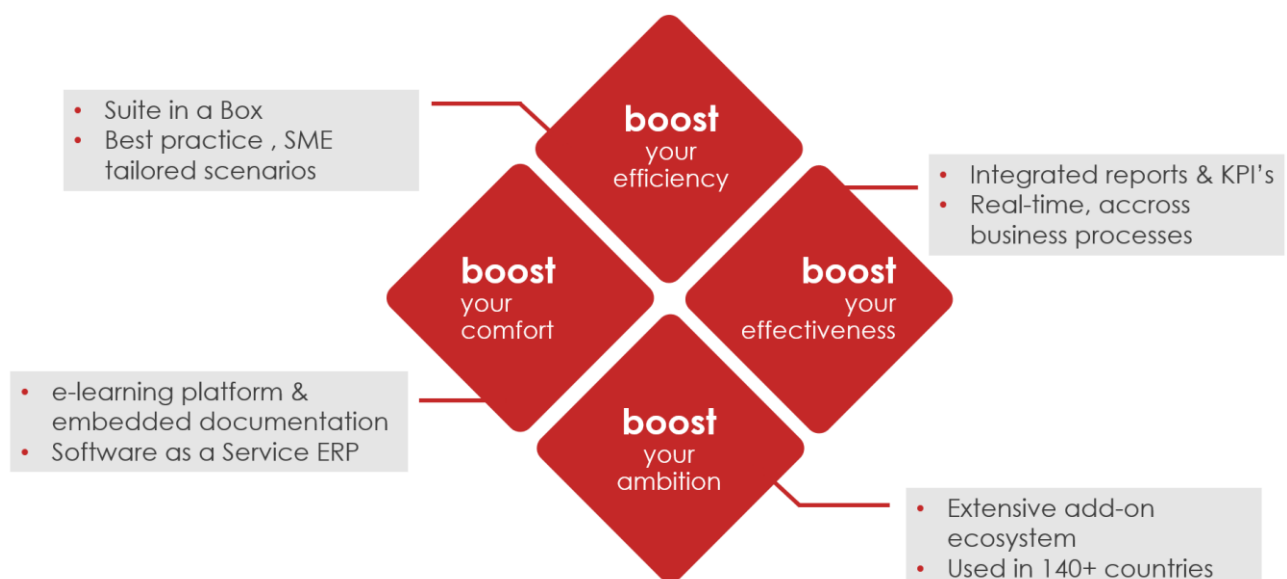 boost
your
efficiency
• Suite in a Box
• Best practice , SME
tailored scenarios
boost
your
effectiveness
• Integrated reports & KPI's
• Real-time, accross
business processes
boost
your
comfort
• e-learning platform &
embedded documentation
• Software as a Service ERP
boost
your
ambition
• Extensive add-on
ecosystem
• Used in 140+ countries